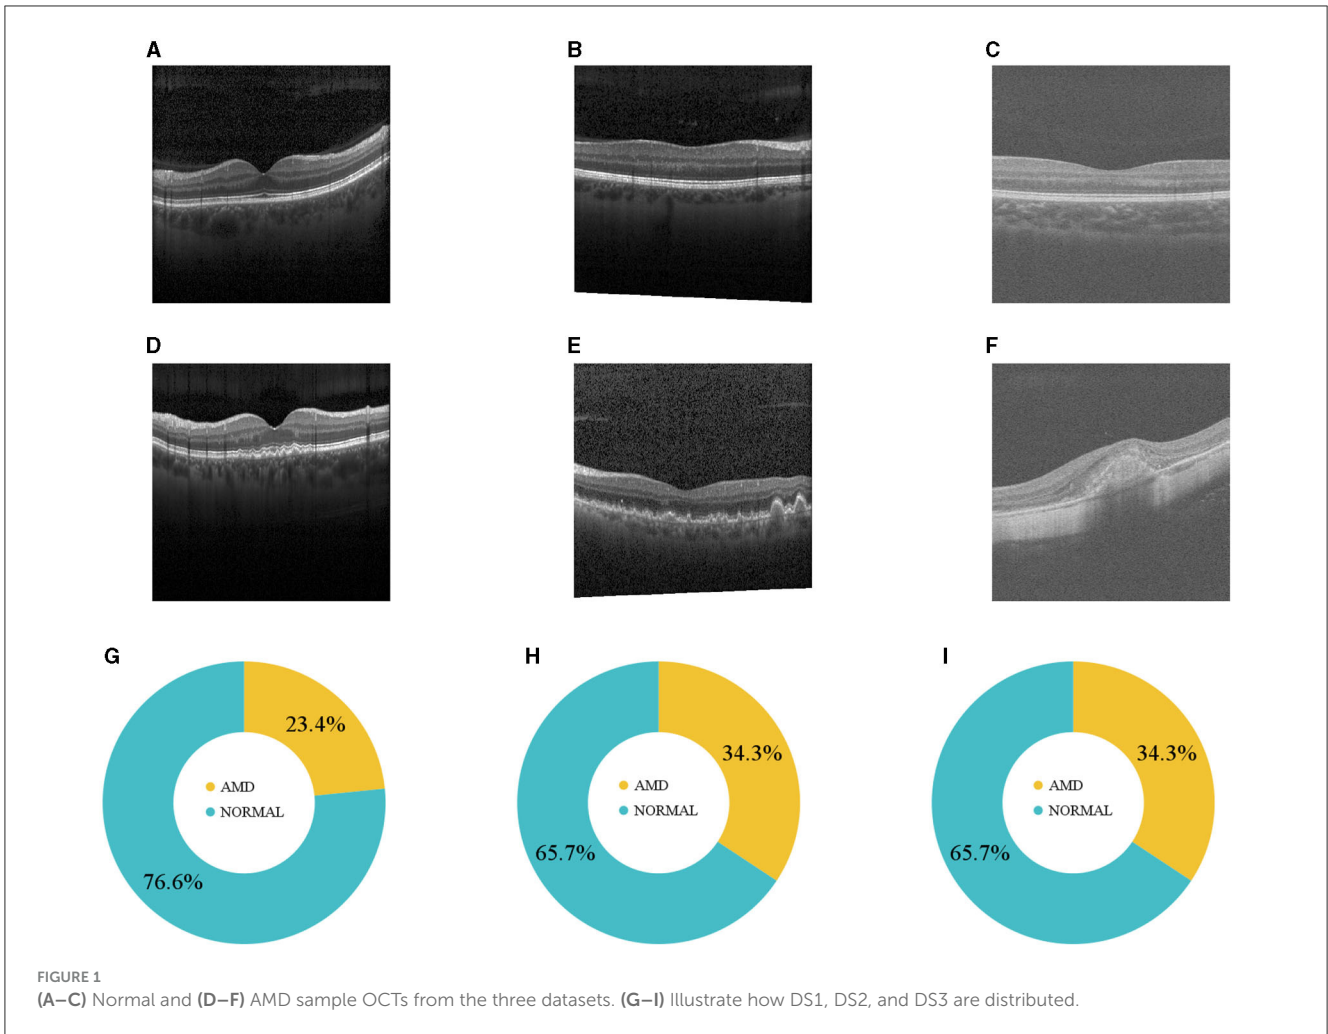 A
B
C
D
E
F
G
H
I
23.4%
AMD
NORMAL
76.6%
34.3%
AMD
NORMAL
65.7%
34.3%
AMD
NORMAL
65.7%
FIGURE 1
(A–C) Normal and (D–F) AMD sample OCTs from the three datasets. (G–I) Illustrate how DS1, DS2, and DS3 are distributed.